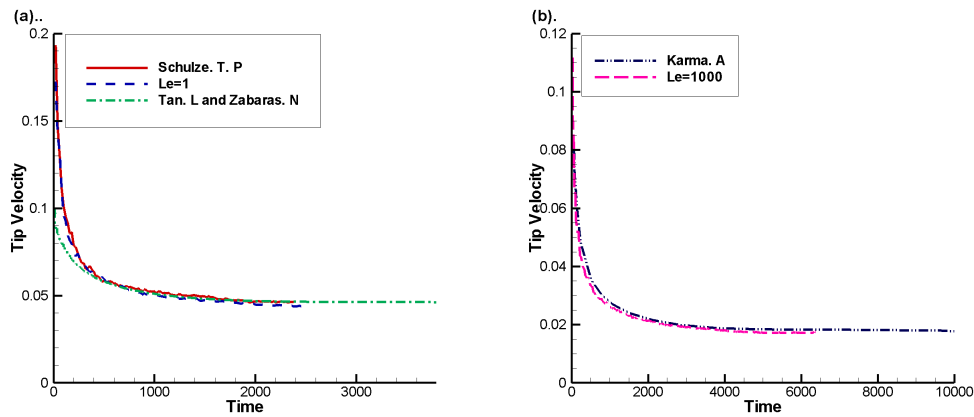 (a)..
0.2
0.15
0.1
0.05
0
Tip Velocity
Schulze. T. P
Le=1
Tan. L and Zabaras. N
0 1000 2000 3000
Time
(b).
0.12
0.1
0.08
0.06
0.04
0.02
0
Tip Velocity
Karma. A
Le=1000
0 2000 4000 6000 8000 10000
Time